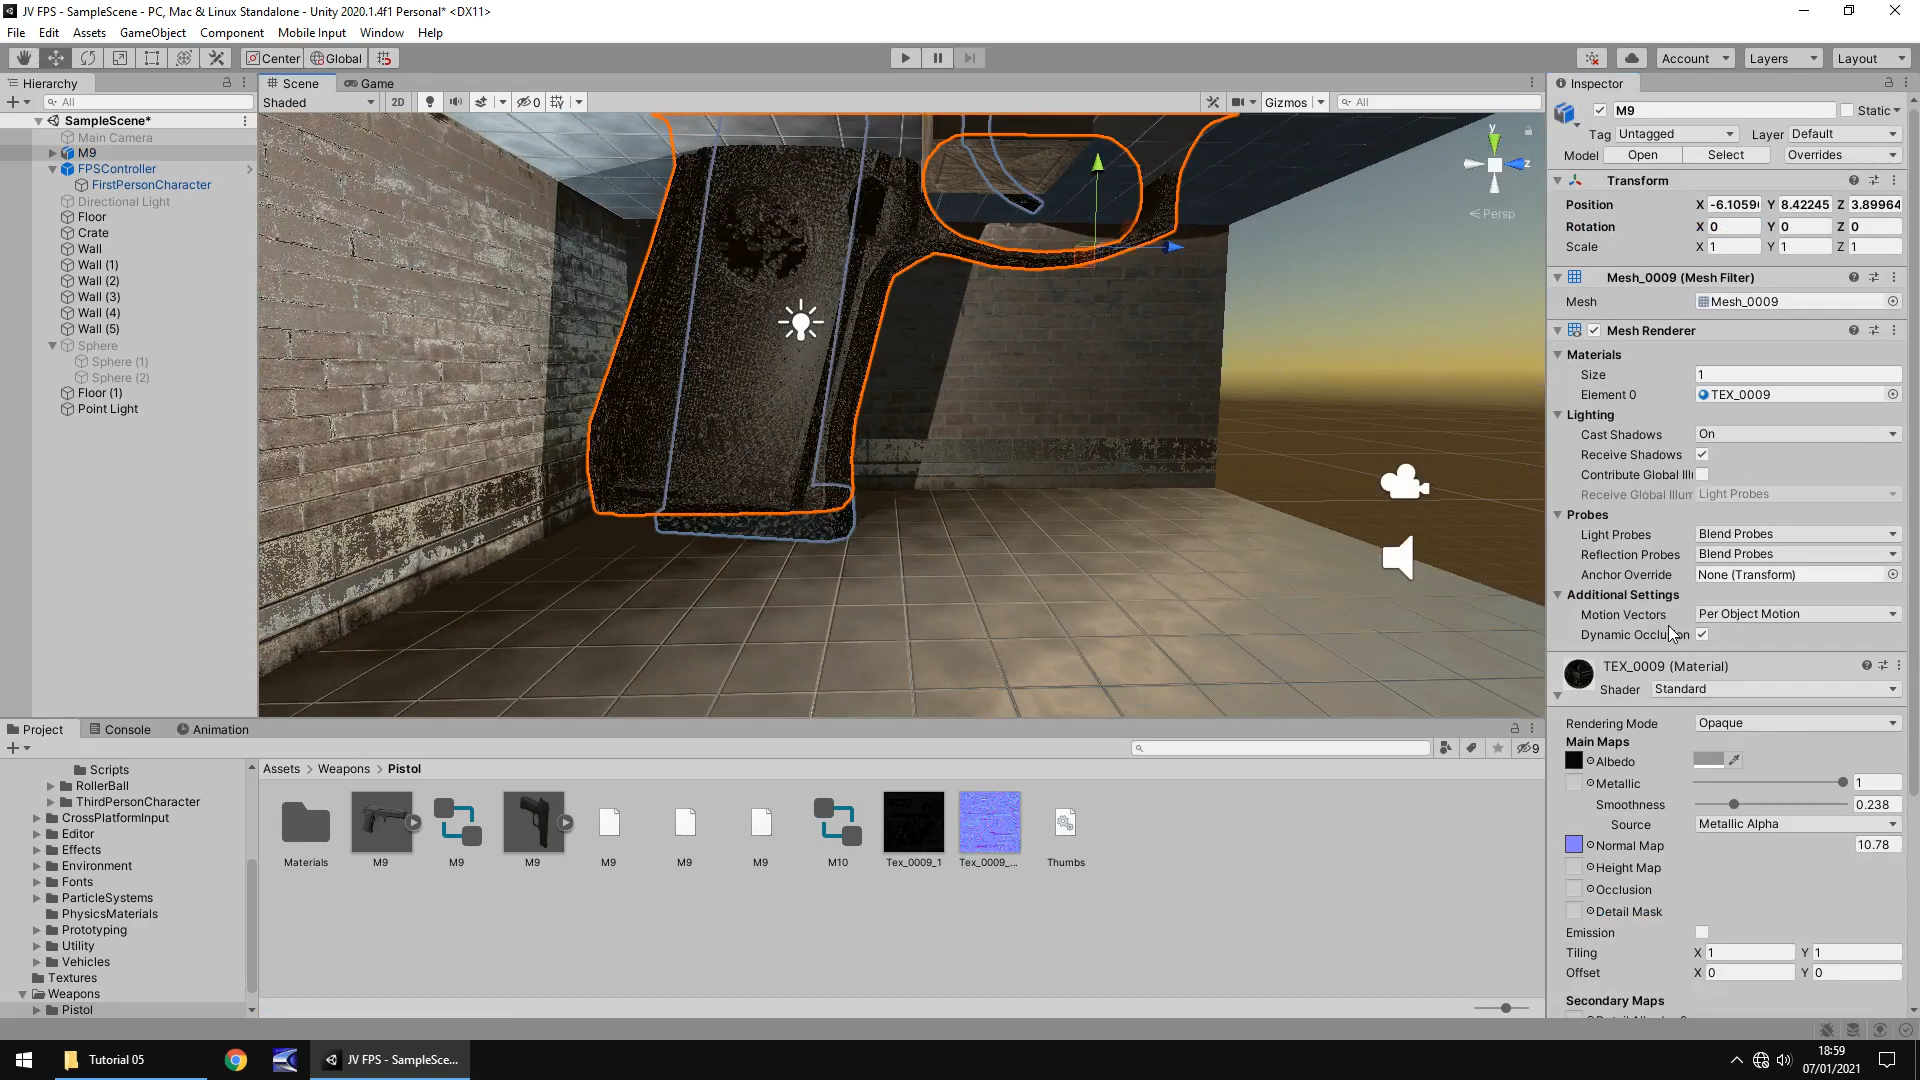 JV FPS - SampleScene - PC, Mac & Linux Standalone - Unity 2020.1.4f1 Personal* <DX11>
File Edit Assets GameObject Component Mobile Input Window Help
Center Global Account Layers Layout
Hierarchy
All
SampleScene*
Main Camera
M9
FPSController
FirstPersonCharacter
Directional Light
Floor
Crate
Wall
Wall (1)
Wall (2)
Wall (3)
Wall (4)
Wall (5)
Sphere
Sphere (1)
Sphere (2)
Floor (1)
Point Light
Scene Game
Shaded 2D 0 Gizmos All
y
z
Persp
Inspector
M9 Static
Tag Untagged Layer Default
Model Open Select Overrides
Transform
Position X Y 8.42245 Z 3.89964
Rotation X 0 Y 0 Z 0
Scale X 1 Y 1 Z 1
Mesh_0009 (Mesh Filter)
Mesh Mesh_0009
Mesh Renderer
Materials
Size 1
Element 0 TEX_0009
Lighting
Cast Shadows On
Receive Shadows
Contribute Global Illu
Receive Global Illum Light Probes
Probes
Light Probes Blend Probes
Reflection Probes Blend Probes
Anchor Override None (Transform)
Additional Settings
Motion Vectors Per Object Motion
Dynamic
TEX_0009 (Material)
Shader Standard
Rendering Mode Opaque
Main Maps
Albedo
Metallic 1
Smoothness 0.238
Source Metallic Alpha
Normal Map 10.78
Height Map
Occlusion
Detail Mask
Emission
Tiling X 1 Y 1
Offset X 0 Y 0
Secondary Maps
Project Console Animation
9
Scripts
RollerBall
ThirdPersonCharacter
CrossPlatformInput
Editor
Effects
Environment
Fonts
ParticleSystems
PhysicsMaterials
Prototyping
Utility
Vehicles
Textures
Weapons
Pistol
Assets > Weapons > Pistol
Materials M9 M9 M9 M9 M9 M9 M10 Tex_0009_1 Tex_0009_... Thumbs
Tutorial 05
JV FPS - SampleSce...
18:59
07/01/2021